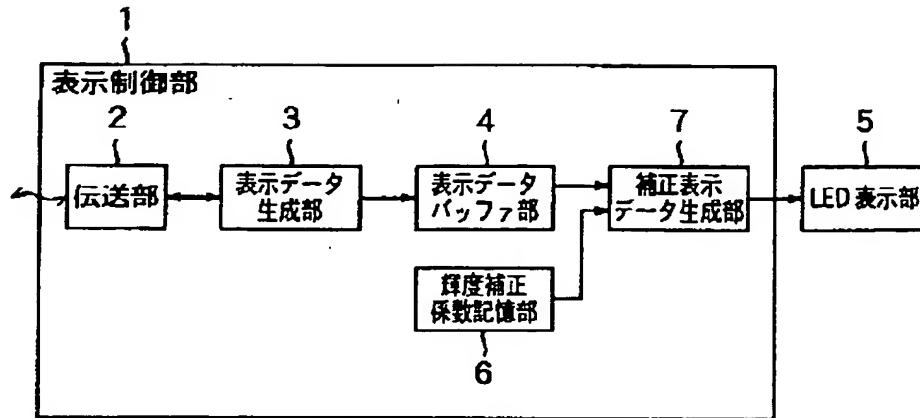 1
表示制御部
2
3
4
7
5
伝送部
表示データ
生成部
表示データ
バッファ部
補正表示
データ生成部
LED表示部
輝度補正
係数記憶部
6